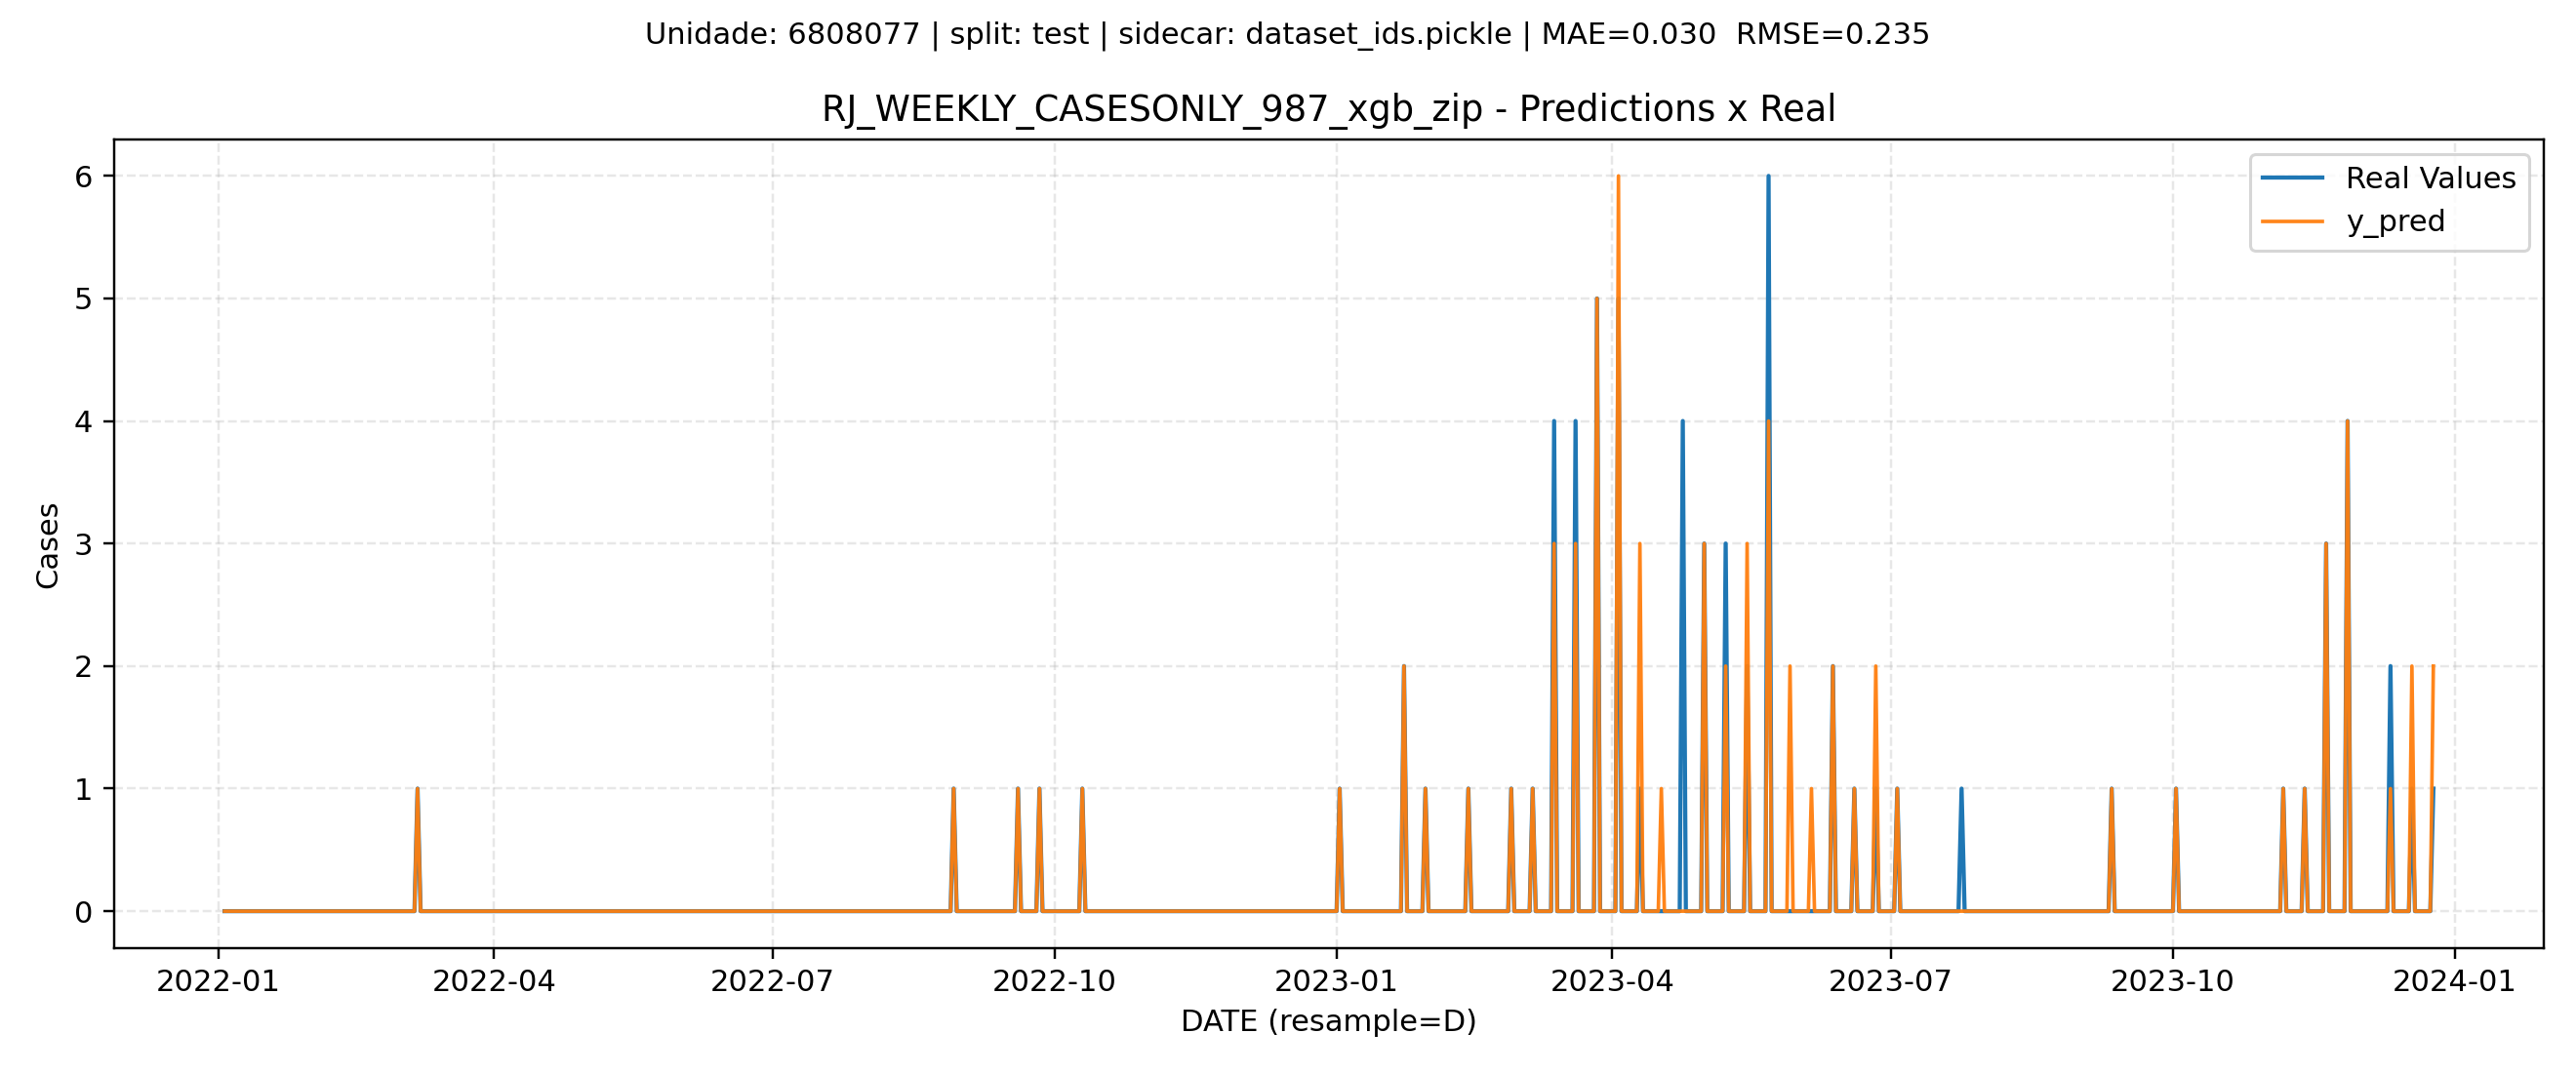 Unidade: 6808077 | split: test | sidecar: dataset_ids.pickle | MAE=0.030  RMSE=0.235
RJ_WEEKLY_CASESONLY_987_xgb_zip - Predictions x Real
Real Values
y_pred
6
5
4
3
2
1
0
Cases
2022-01 2022-04 2022-07 2022-10 2023-01 2023-04 2023-07 2023-10 2024-01
DATE (resample=D)